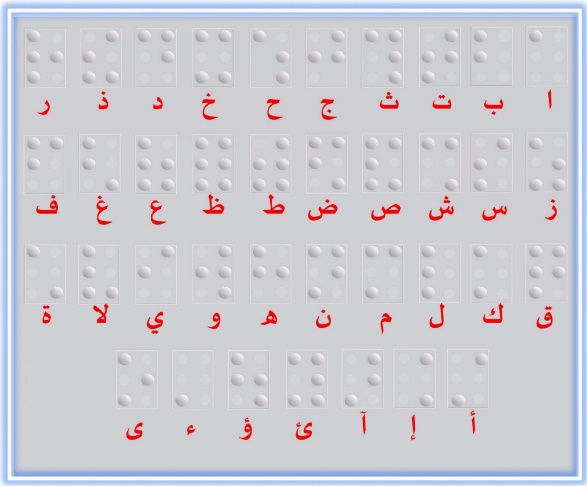 ا ب ت ث ج ح خ د ذ ر
ز س ش ص ض ط ظ ع غ ف
ق ك ل م ن ه و ي لا ة
أ إ آ ئ ؤ ء ى